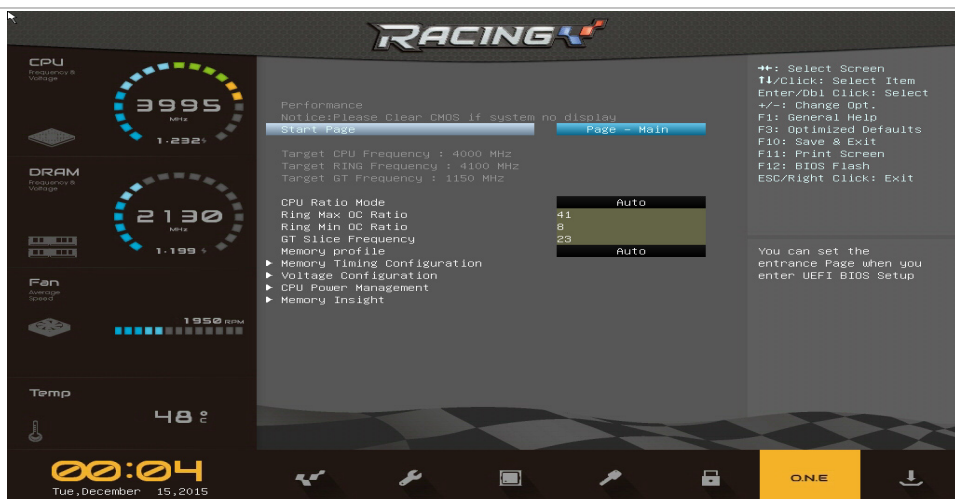 RACING
CPU
Frequency &
Voltage
3995
MHz
1.232v
DRAM
Frequency &
Voltage
2130
MHz
1.199 v
Fan
Average
Speed
1950 RPM
Temp
48 °C
00:04
Tue,December 15,2015
Performance
Notice:Please Clear CMOS if system no display
Start Page Page - Main
Target CPU Frequency : 4000 MHz
Target RING Frequency : 4100 MHz
Target GT Frequency : 1150 MHz
CPU Ratio Mode Auto
Ring Max OC Ratio 41
Ring Min OC Ratio 8
GT Slice Frequency 23
Memory profile Auto
▶ Memory Timing Configuration
▶ Voltage Configuration
▶ CPU Power Management
▶ Memory Insight
→←: Select Screen
↑↓/Click: Select Item
Enter/Dbl Click: Select
+/-: Change Opt.
F1: General Help
F3: Optimized Defaults
F10: Save & Exit
F11: Print Screen
F12: BIOS Flash
ESC/Right Click: Exit
You can set the
entrance Page when you
enter UEFI BIOS Setup
O.N.E